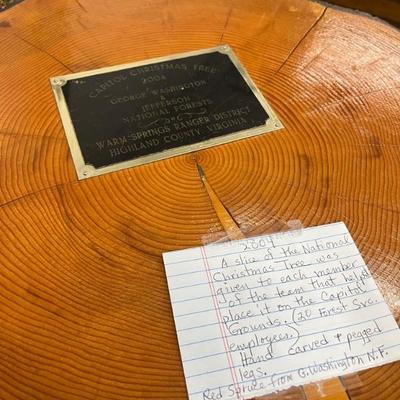 CAPITOL CHRISTMAS TREE
2004
GEORGE WASHINGTON
&
JEFFERSON
NATIONAL FORESTS
WARM SPRINGS RANGER DISTRICT
HIGHLAND COUNTY VIRGINIA
2004
A slice of the National
Christmas Tree was
given to each member
of the team that helped
place it on the Capitol
Grounds. (20 Forest Svs.
employees.)
Hand carved + pegged
legs.
Red Spruce from G. Washington N.F.